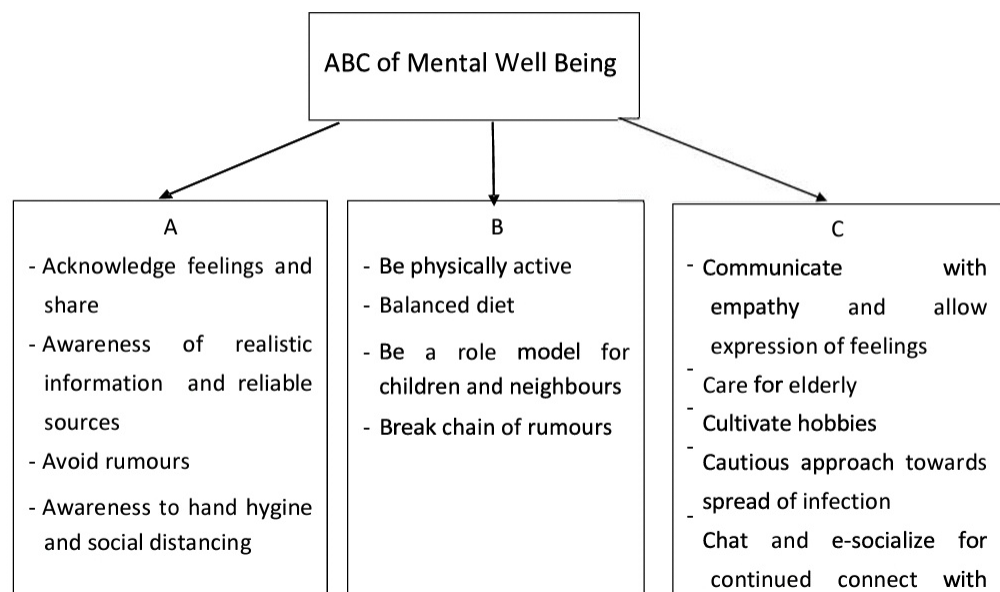 ABC of Mental Well Being
A
- Acknowledge feelings and
share
- Awareness of realistic
information and reliable
sources
- Avoid rumours
- Awareness to hand hygine
and social distancing
B
- Be physically active
- Balanced diet
- Be a role model for
children and neighbours
- Break chain of rumours
C
- Communicate with
empathy and allow
expression of feelings
- Care for elderly
- Cultivate hobbies
- Cautious approach towards
spread of infection
- Chat and e-socialize for
continued connect with